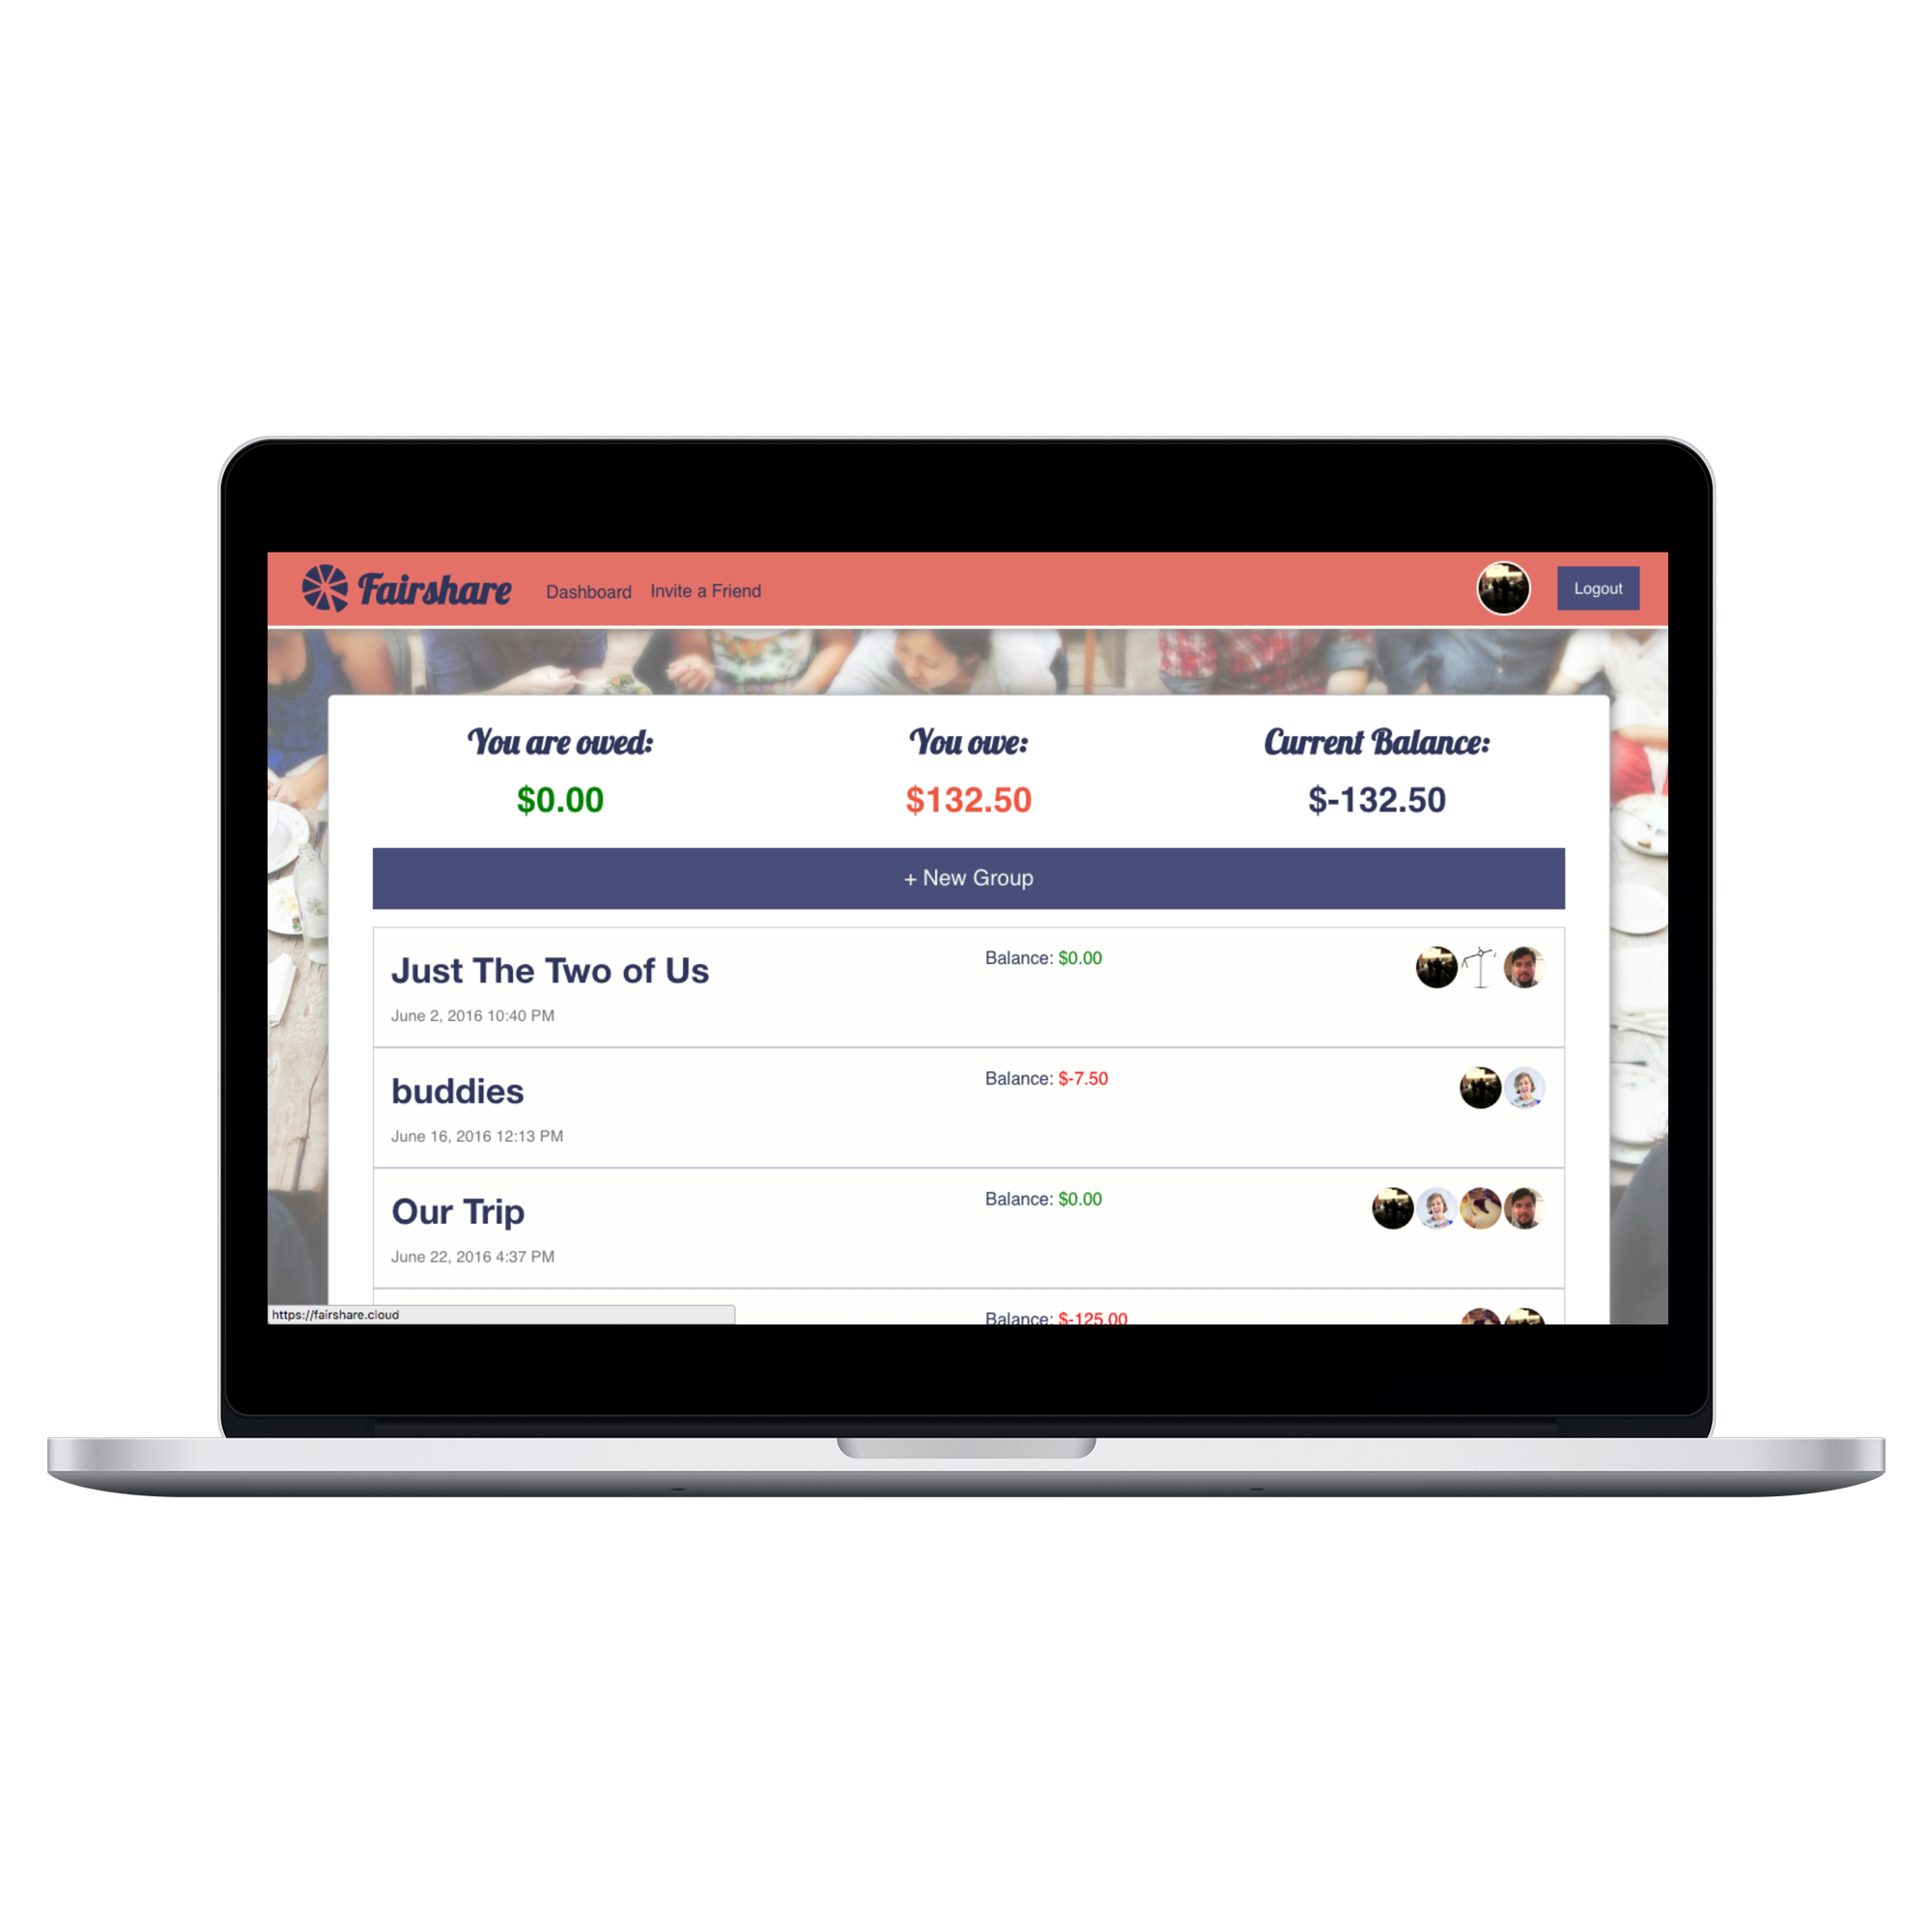 Fairshare Dashboard Invite a Friend Logout
You are owed: You owe: Current Balance:
$0.00 $132.50 $-132.50
+ New Group
Just The Two of Us Balance: $0.00
June 2, 2016 10:40 PM
buddies Balance: $-7.50
June 16, 2016 12:13 PM
Our Trip Balance: $0.00
June 22, 2016 4:37 PM
Balance: $-125.00
https://fairshare.cloud